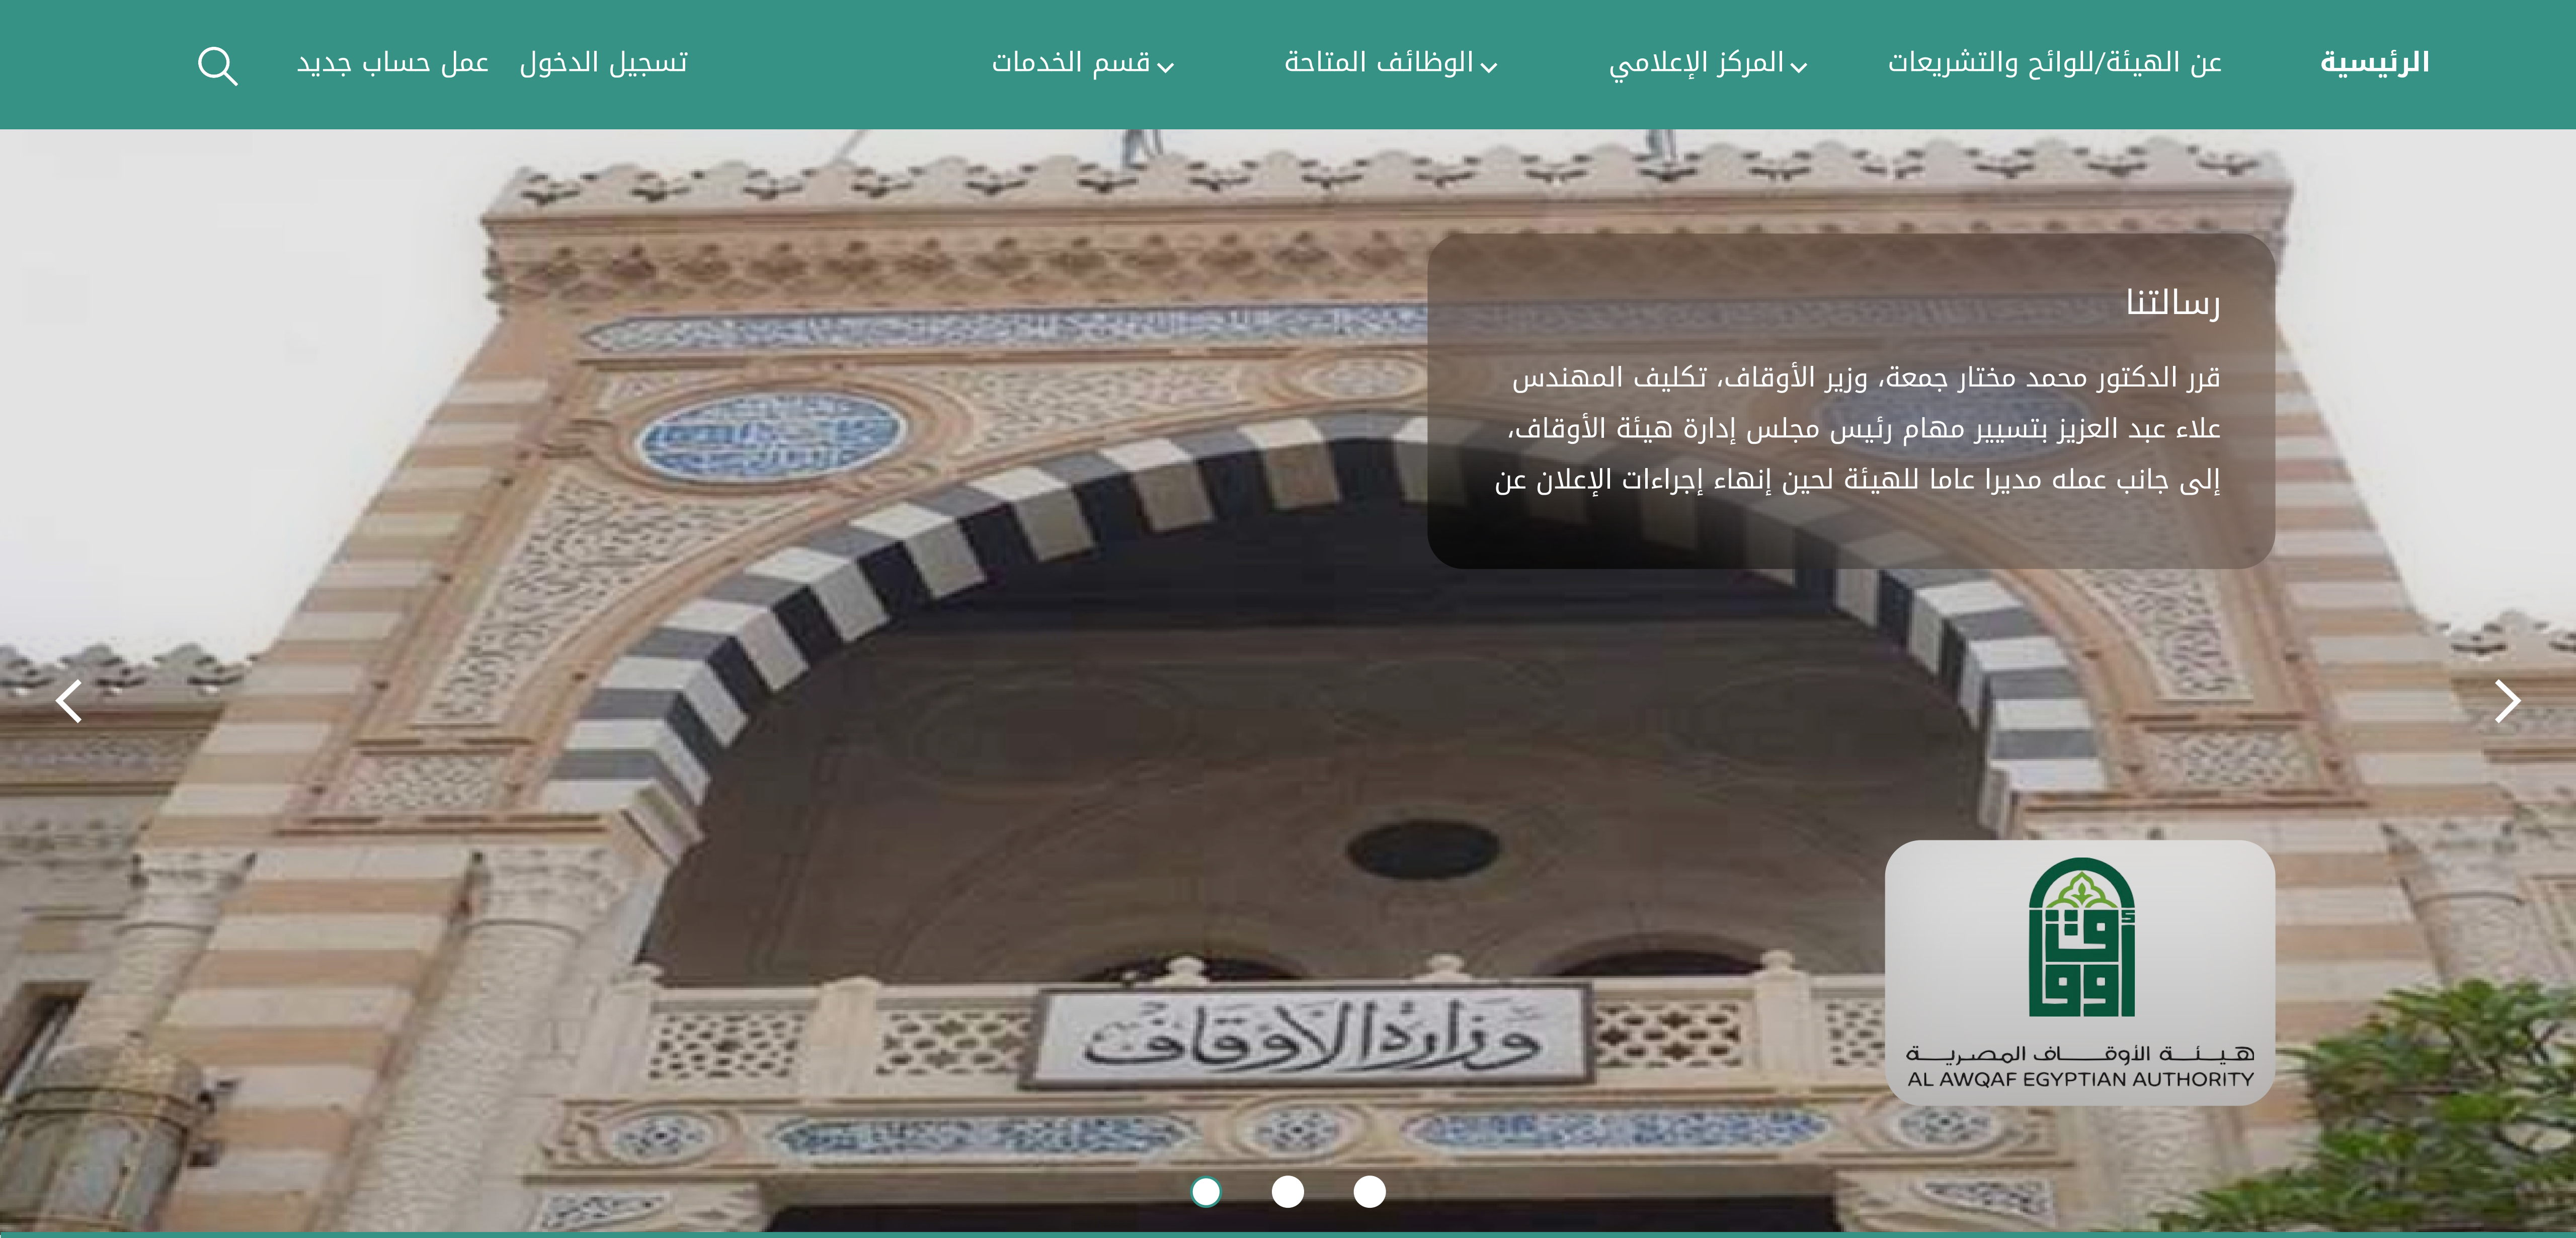 الرئيسية
عن الهيئة/للوائح والتشريعات
المركز الإعلامي
الوظائف المتاحة
قسم الخدمات
تسجيل الدخول
عمل حساب جديد
رسالتنا
قرر الدكتور محمد مختار جمعة، وزير الأوقاف، تكليف المهندس
علاء عبد العزيز بتسيير مهام رئيس مجلس إدارة هيئة الأوقاف،
إلى جانب عمله مديرا عاما للهيئة لحين إنهاء إجراءات الإعلان عن
أوقاف
هيئة الأوقاف المصرية
AL AWQAF EGYPTIAN AUTHORITY
وزارة الأوقاف